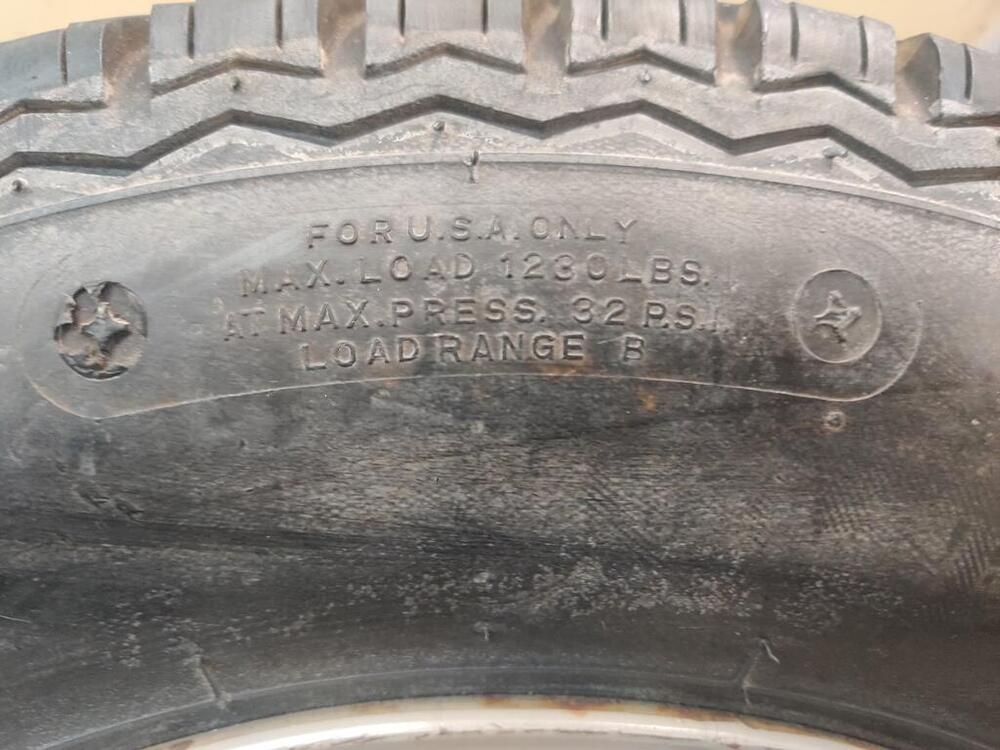 FOR U.S.A. ONLY
MAX. LOAD 1230 LBS.
AT MAX. PRESS. 32 P.S.I.
LOAD RANGE B